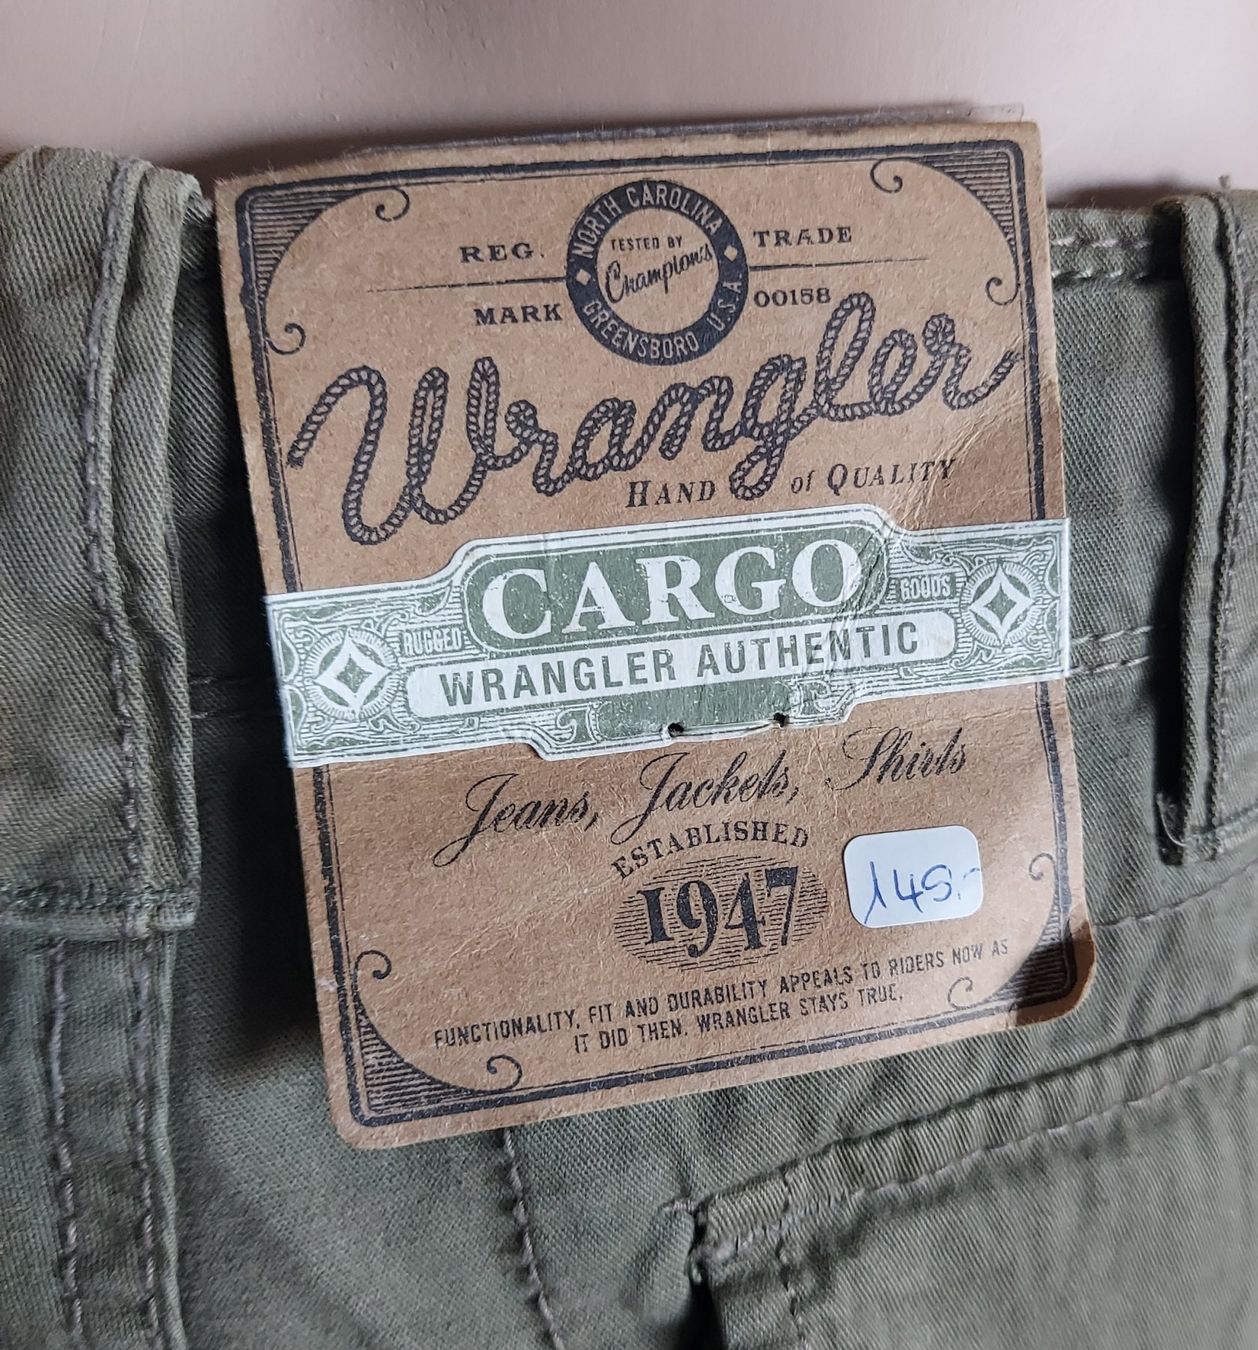 NORTH CAROLINA
REG. TESTED BY TRADE
Champion's
MARK 00158
GREENSBORO U.S.A
Wrangler
HAND of QUALITY
CARGO
RUGGED GOODS
WRANGLER AUTHENTIC
Jeans, Jackets, Shirts
ESTABLISHED
1947
149.-
FUNCTIONALITY, FIT AND DURABILITY APPEALS TO RIDERS NOW AS
IT DID THEN. WRANGLER STAYS TRUE.